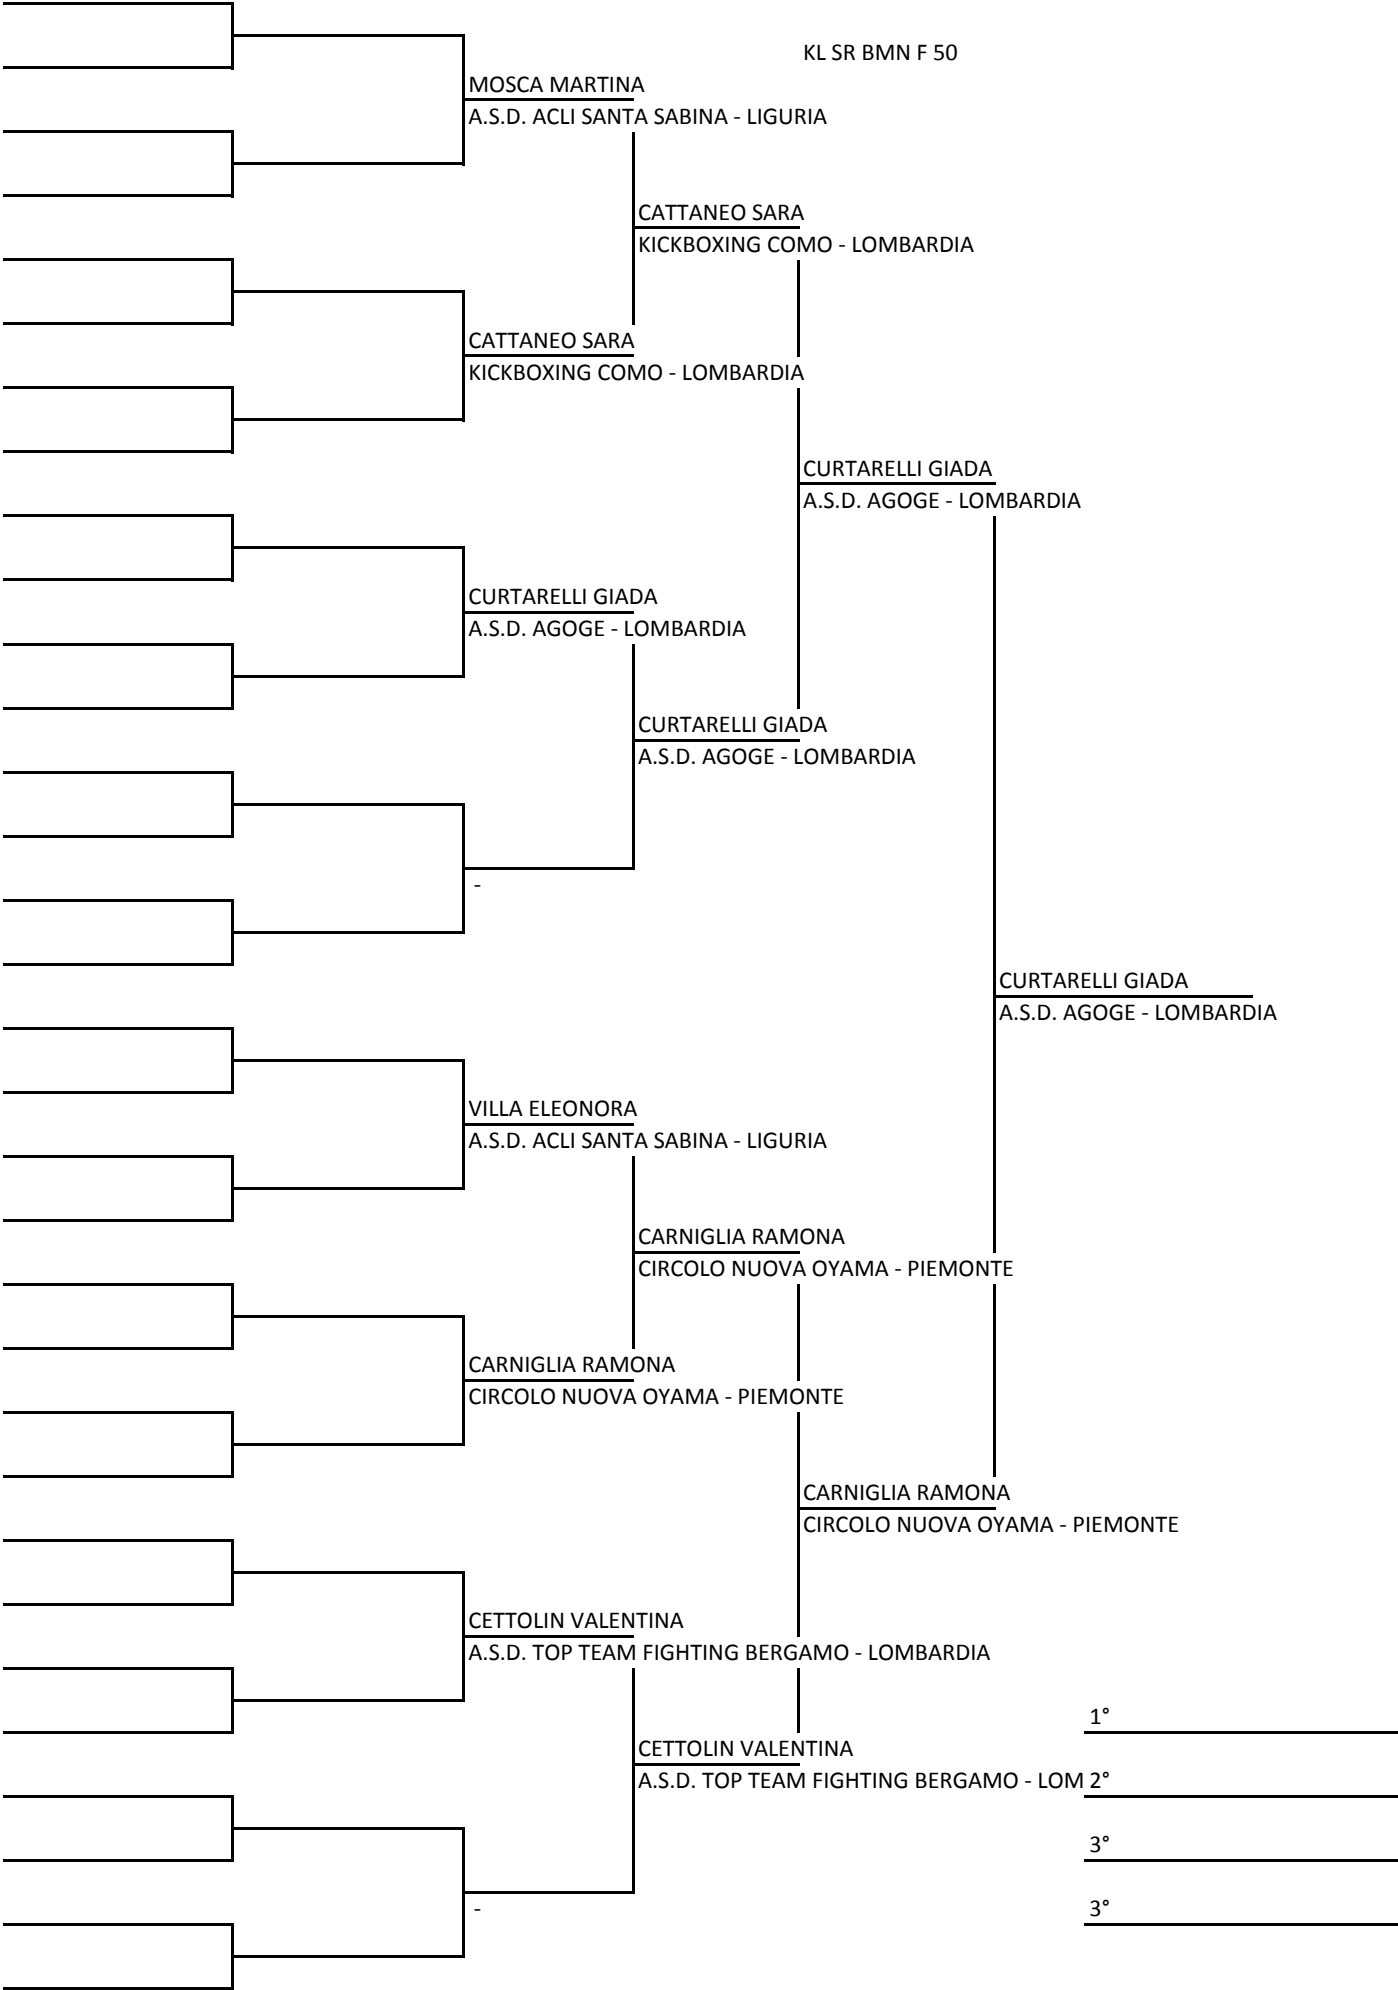 KL SR BMN F 50
MOSCA MARTINA
A.S.D. ACLI SANTA SABINA - LIGURIA
CATTANEO SARA
KICKBOXING COMO - LOMBARDIA
CATTANEO SARA
KICKBOXING COMO - LOMBARDIA
CURTARELLI GIADA
A.S.D. AGOGE - LOMBARDIA
CURTARELLI GIADA
A.S.D. AGOGE - LOMBARDIA
CURTARELLI GIADA
A.S.D. AGOGE - LOMBARDIA
-
CURTARELLI GIADA
A.S.D. AGOGE - LOMBARDIA
VILLA ELEONORA
A.S.D. ACLI SANTA SABINA - LIGURIA
CARNIGLIA RAMONA
CIRCOLO NUOVA OYAMA - PIEMONTE
CARNIGLIA RAMONA
CIRCOLO NUOVA OYAMA - PIEMONTE
CARNIGLIA RAMONA
CIRCOLO NUOVA OYAMA - PIEMONTE
CETTOLIN VALENTINA
A.S.D. TOP TEAM FIGHTING BERGAMO - LOMBARDIA
1°
CETTOLIN VALENTINA
A.S.D. TOP TEAM FIGHTING BERGAMO - LOM 2°
3°
-
3°